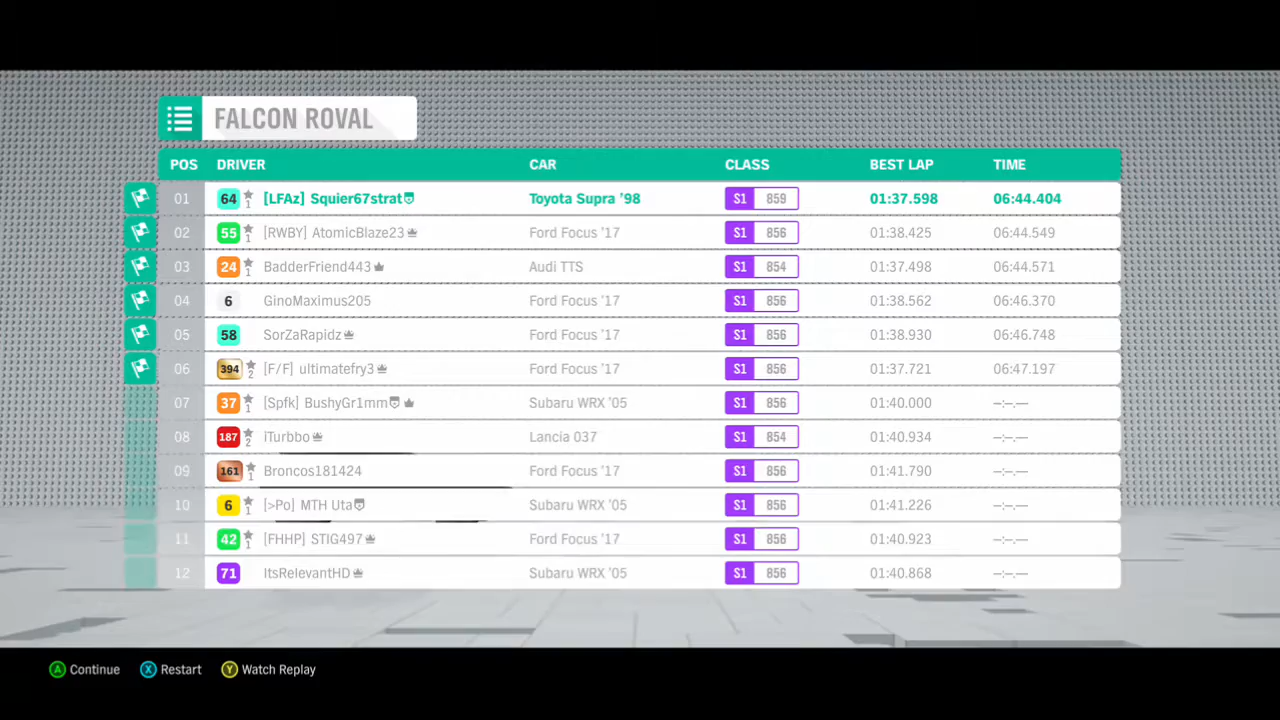 FALCON ROVAL
POS DRIVER CAR CLASS BEST LAP TIME
01 64 1 [LFAz] Squier67strat Toyota Supra ’98 S1 859 01:37.598 06:44.404
02 55 1 [RWBY] AtomicBlaze23 Ford Focus ’17 S1 856 01:38.425 06:44.549
03 24 1 BadderFriend443 Audi TTS S1 854 01:37.498 06:44.571
04 6 GinoMaximus205 Ford Focus ’17 S1 856 01:38.562 06:46.370
05 58 SorZaRapidz Ford Focus ’17 S1 856 01:38.930 06:46.748
06 394 2 [F/F] ultimatefry3 Ford Focus ’17 S1 856 01:37.721 06:47.197
07 37 1 [Spfk] BushyGr1mm Subaru WRX ’05 S1 856 01:40.000 --:--.---
08 187 2 iTurbbo Lancia 037 S1 854 01:40.934 --:--.---
09 161 1 Broncos181424 Ford Focus ’17 S1 856 01:41.790 --:--.---
10 6 1 [>Po] MTH Uta Subaru WRX ’05 S1 856 01:41.226 --:--.---
11 42 1 [FHHP] STIG497 Ford Focus ’17 S1 856 01:40.923 --:--.---
12 71 ItsRelevantHD Subaru WRX ’05 S1 856 01:40.868 --:--.---
A Continue X Restart Y Watch Replay